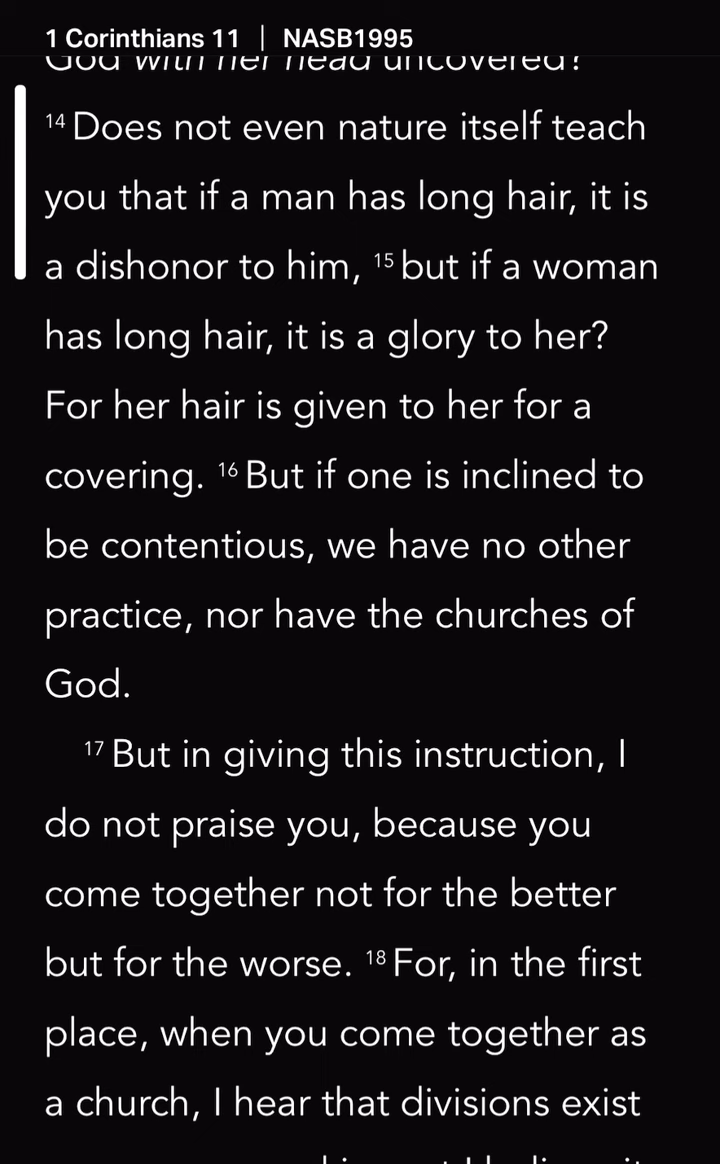 1 Corinthians 11 | NASB1995
God with her head uncovered?
14 Does not even nature itself teach
you that if a man has long hair, it is
a dishonor to him, 15 but if a woman
has long hair, it is a glory to her?
For her hair is given to her for a
covering. 16 But if one is inclined to
be contentious, we have no other
practice, nor have the churches of
God.
17 But in giving this instruction, I
do not praise you, because you
come together not for the better
but for the worse. 18 For, in the first
place, when you come together as
a church, I hear that divisions exist